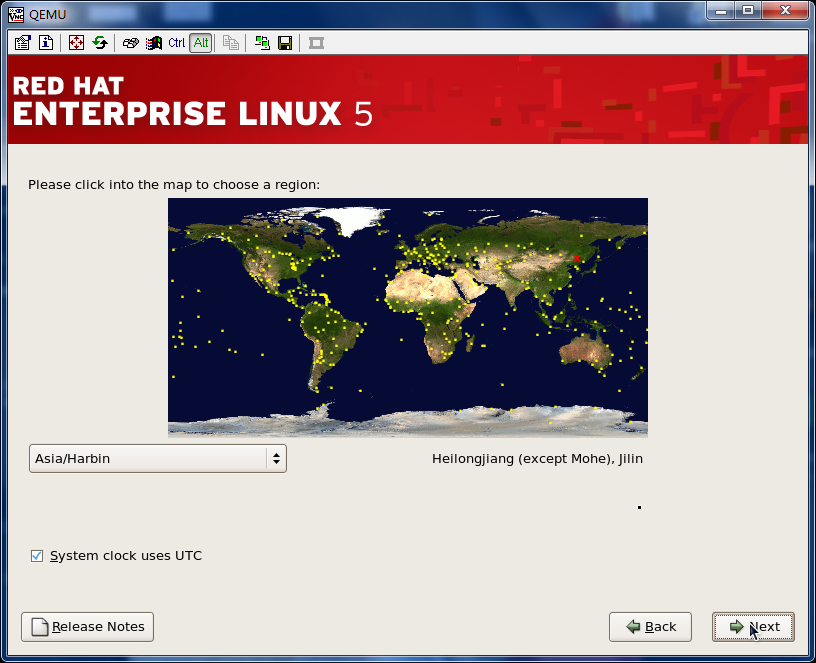 QEMU
Ctrl Alt
RED HAT
ENTERPRISE LINUX 5
Please click into the map to choose a region:
Asia/Harbin
Heilongjiang (except Mohe), Jilin
System clock uses UTC
Release Notes
Back
Next